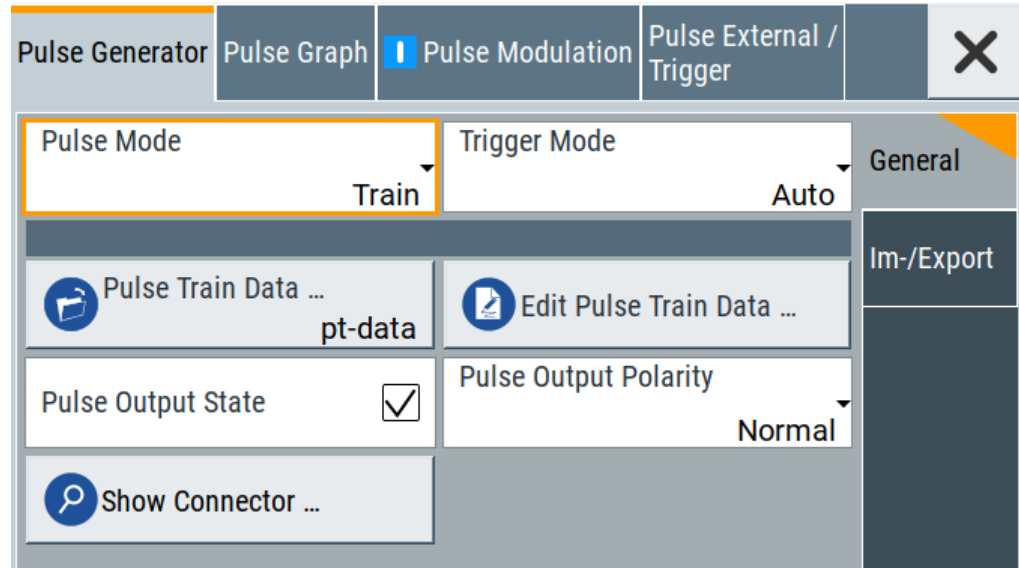 Pulse Generator
Pulse Graph
Pulse Modulation
Pulse External /
Trigger
Pulse Mode
Train
Trigger Mode
Auto
General
Im-/Export
Pulse Train Data ...
pt-data
Edit Pulse Train Data ...
Pulse Output State
Pulse Output Polarity
Normal
Show Connector ...